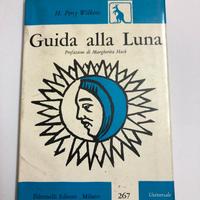 H. Percy Wilkins
Guida alla Luna
Prefazione di Margherita Hack
Feltrinelli Editore - Milano
267
Universale